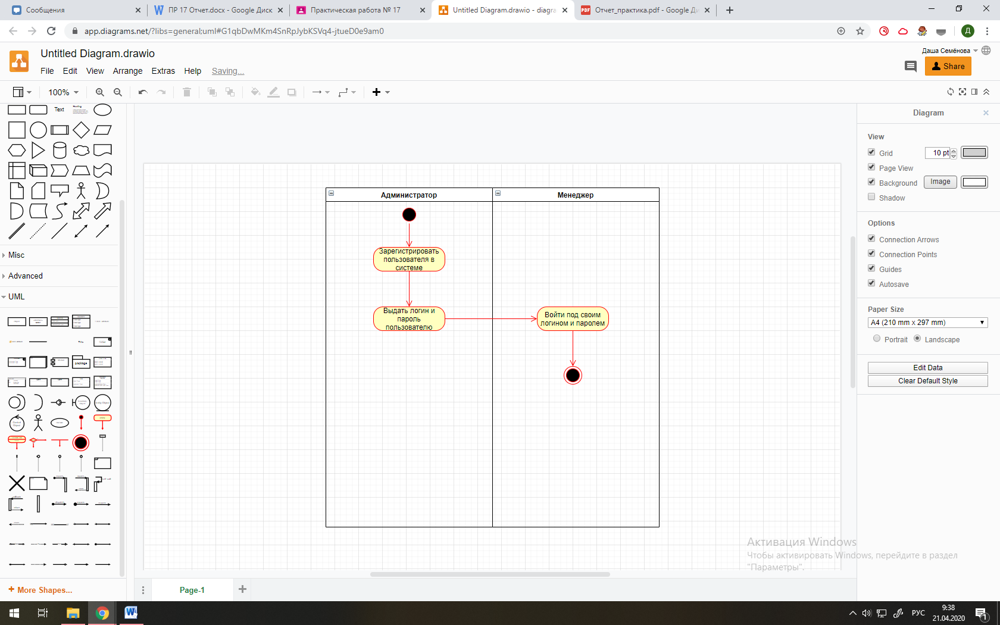 Сообщения
ПР 17 Отчет.docx - Google Диск
Практическая работа № 17
Untitled Diagram.drawio - diagra
Отчет_практика.pdf - Google Ди
app.diagrams.net/?libs=general;uml#G1qbDwMKm4SnRpJybKSVq4-jtueD0e9am0
Д
Untitled Diagram.drawio
Даша Семёнова
File Edit View Arrange Extras Help Saving...
Share
100%
Text
Heading
Misc
Advanced
UML
Title
package
More Shapes...
Администратор
Менеджер
Зарегистрировать
пользователя в
системе
Выдать логин и
пароль
пользователю
Войти под своим
логином и паролем
Diagram
View
Grid
10 pt
Page View
Background
Image
Shadow
Options
Connection Arrows
Connection Points
Guides
Autosave
Paper Size
A4 (210 mm x 297 mm)
Portrait
Landscape
Edit Data
Clear Default Style
Активация Windows
Чтобы активировать Windows, перейдите в раздел
"Параметры".
Page-1
РУС
9:38
21.04.2020
1